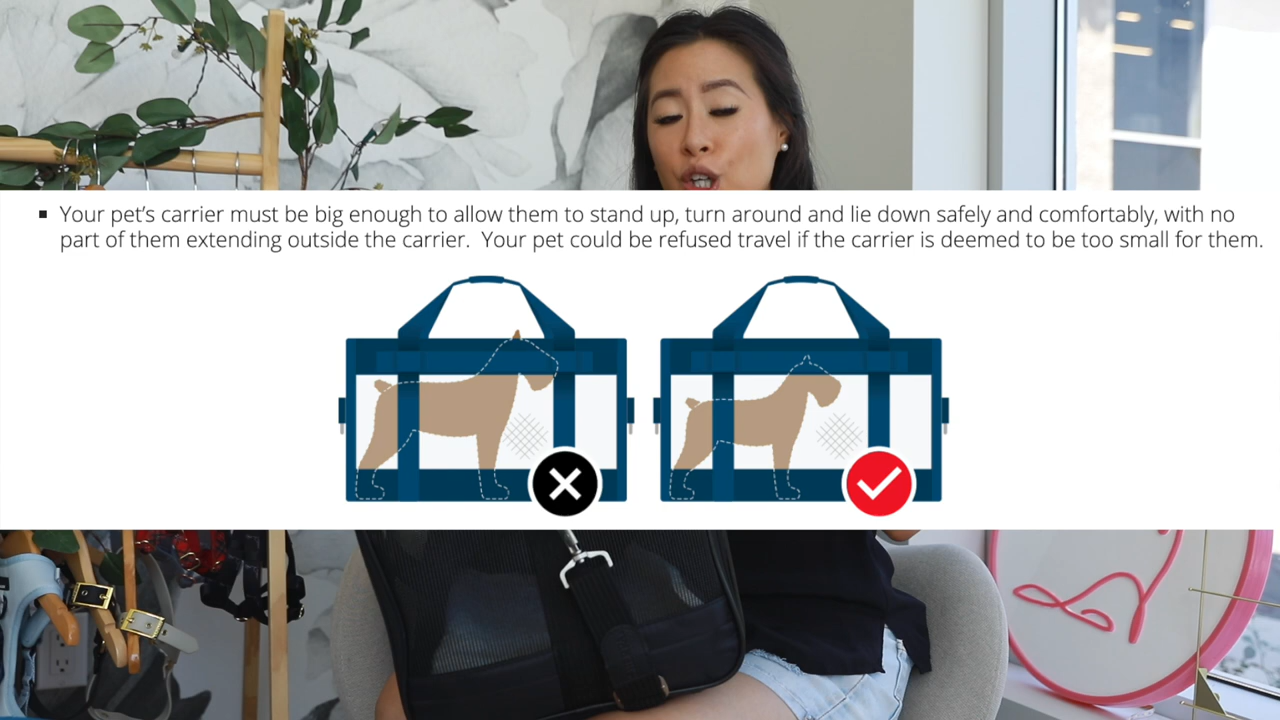 ▪ Your pet's carrier must be big enough to allow them to stand up, turn around and lie down safely and comfortably, with no
part of them extending outside the carrier. Your pet could be refused travel if the carrier is deemed to be too small for them.